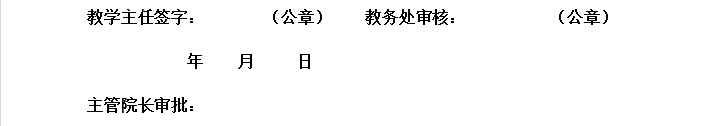 教学主任签字： （公章） 教务处审核： （公章）
年 月 日
主管院长审批：